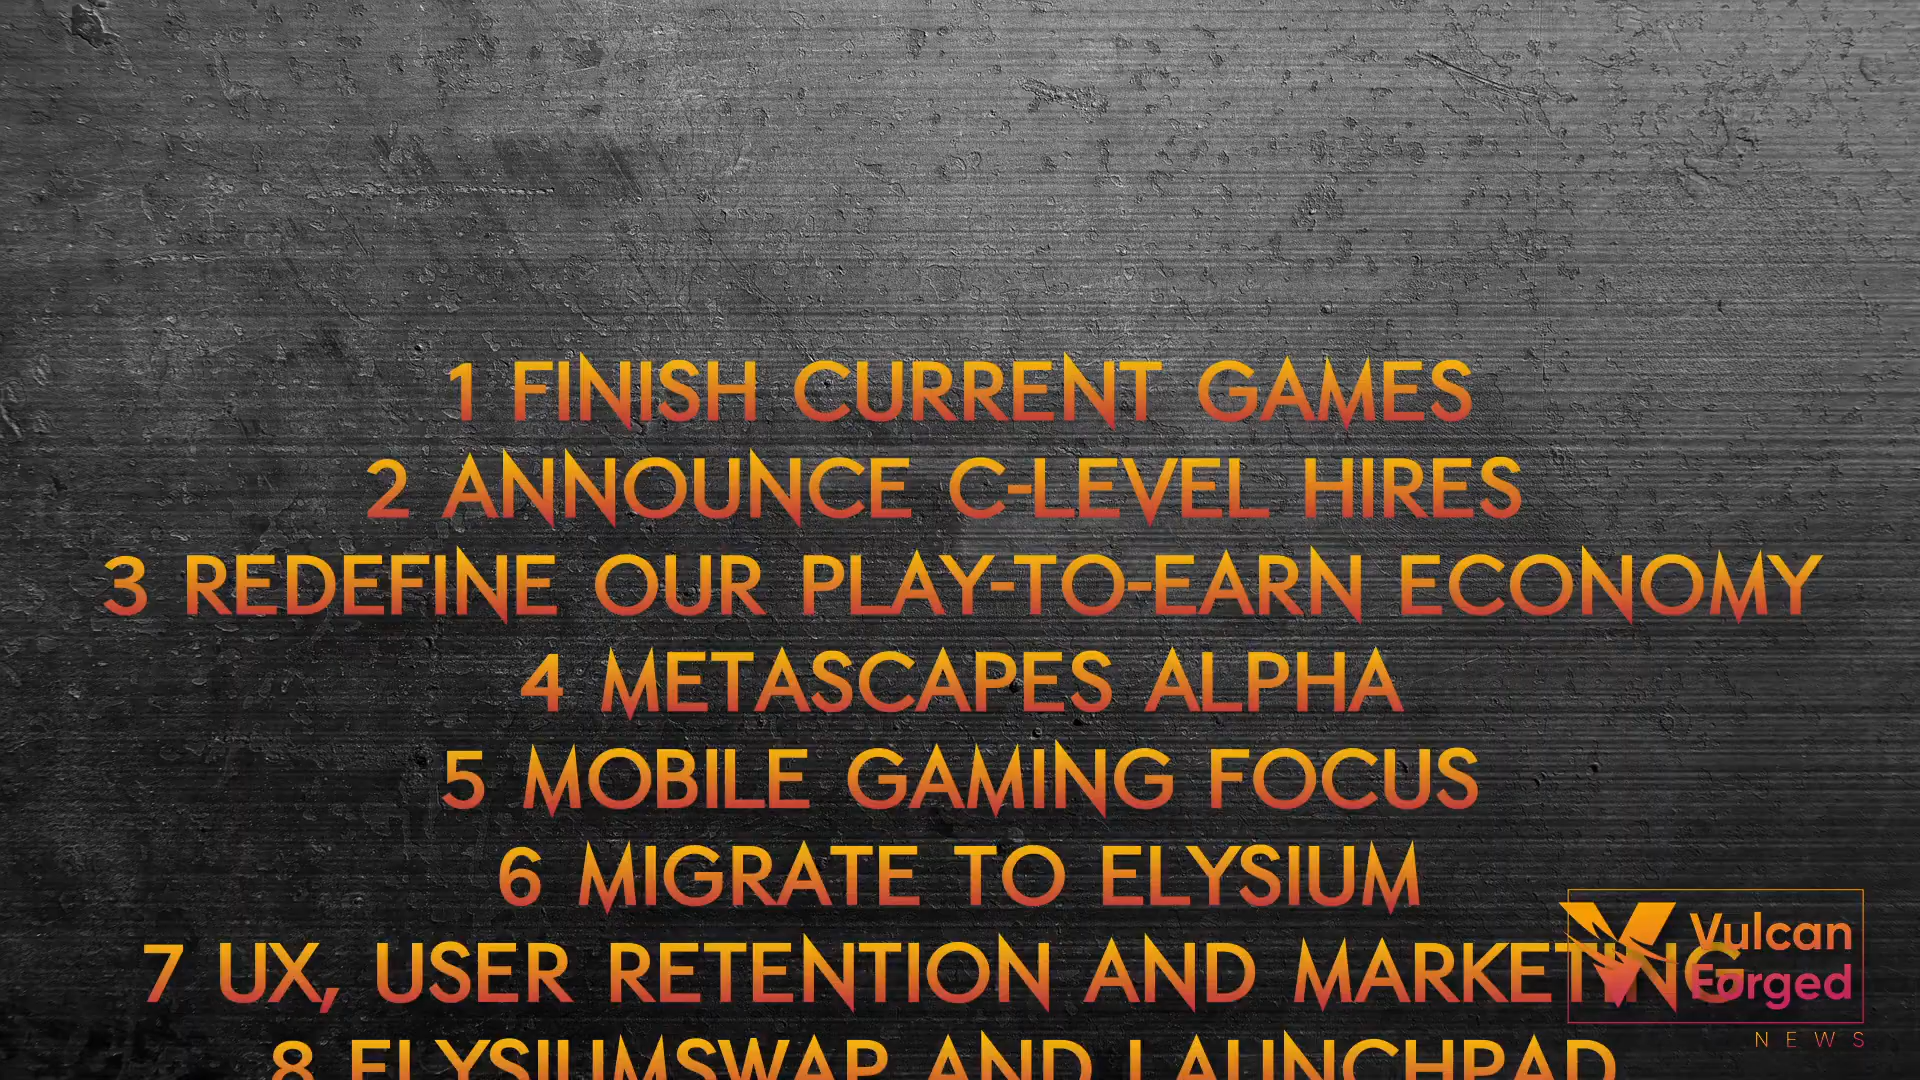 1 FINISH CURRENT GAMES
2 ANNOUNCE C-LEVEL HIRES
3 REDEFINE OUR PLAY-TO-EARN ECONOMY
4 METASCAPES ALPHA
5 MOBILE GAMING FOCUS
6 MIGRATE TO ELYSIUM
7 UX, USER RETENTION AND MARKETING
8 ELYSIUMSWAP AND LAUNCHPAD
Vulcan
Forged
NEWS